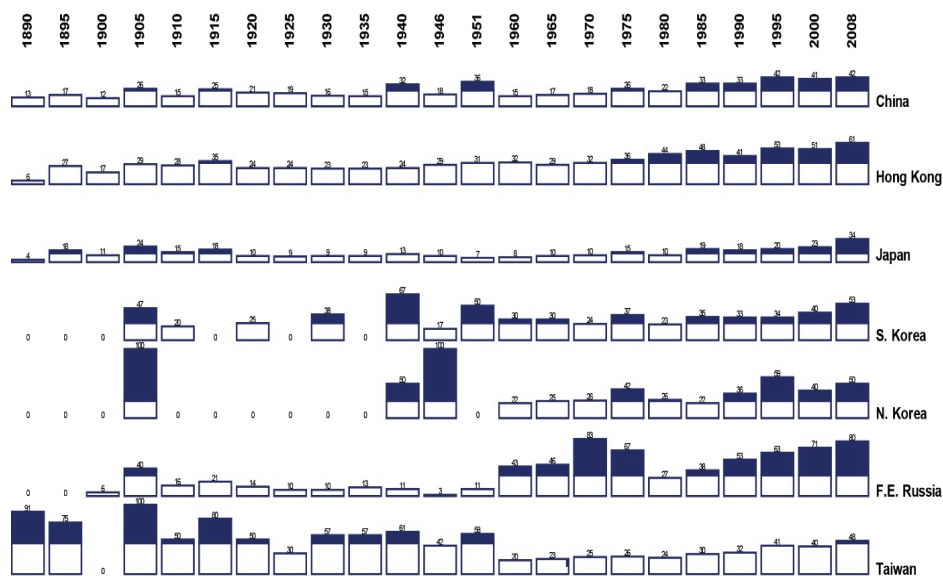 1890 1895 1900 1905 1910 1915 1920 1925 1930 1935 1940 1946 1951 1960 1965 1970 1975 1980 1985 1990 1995 2000 2008
13 17 12 26 15 25 21 19 16 15 32 18 36 15 17 18 26 22 33 33 42 41 42
China
6 27 17 29 28 35 24 24 23 23 24 29 31 32 29 32 36 44 48 41 53 51 61
Hong Kong
4 18 11 24 15 18 10 9 9 9 13 10 7 8 10 10 15 10 19 18 20 23 34
Japan
0 0 0 47 20 0 25 0 38 0 67 17 50 30 30 24 37 23 35 33 34 40 53
S. Korea
0 0 0 100 0 0 0 0 0 0 50 100 0 22 25 26 42 26 22 36 59 40 50
N. Korea
0 0 6 40 16 21 14 10 10 13 11 3 11 43 46 83 67 27 38 53 63 71 80
F.E. Russia
91 75 0 100 50 80 50 30 57 57 61 42 58 20 23 25 26 24 30 32 41 40 48
Taiwan